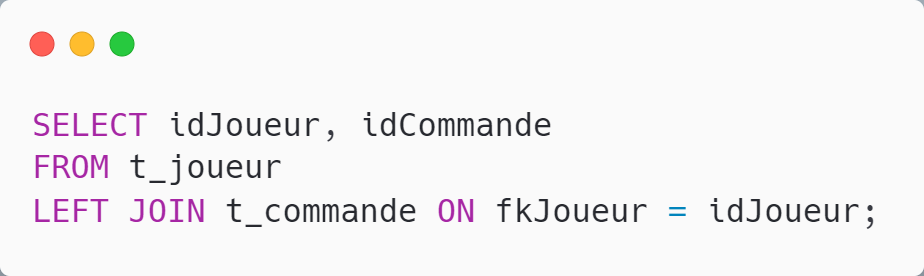 SELECT idJoueur, idCommande
FROM t_joueur
LEFT JOIN t_commande ON fkJoueur = idJoueur;